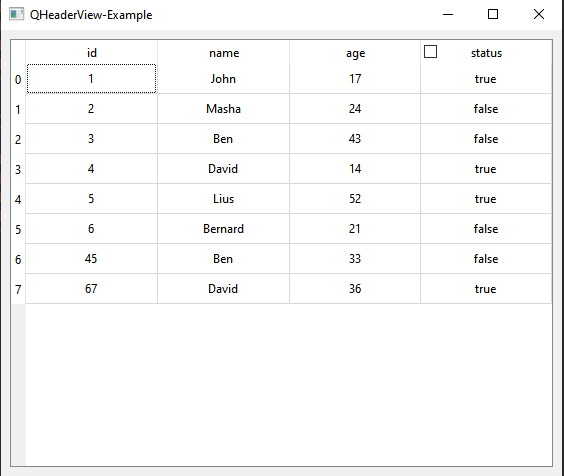 QHeaderView-Example
id name age status
0 1 John 17 true
1 2 Masha 24 false
2 3 Ben 43 false
3 4 David 14 true
4 5 Lius 52 true
5 6 Bernard 21 false
6 45 Ben 33 false
7 67 David 36 true